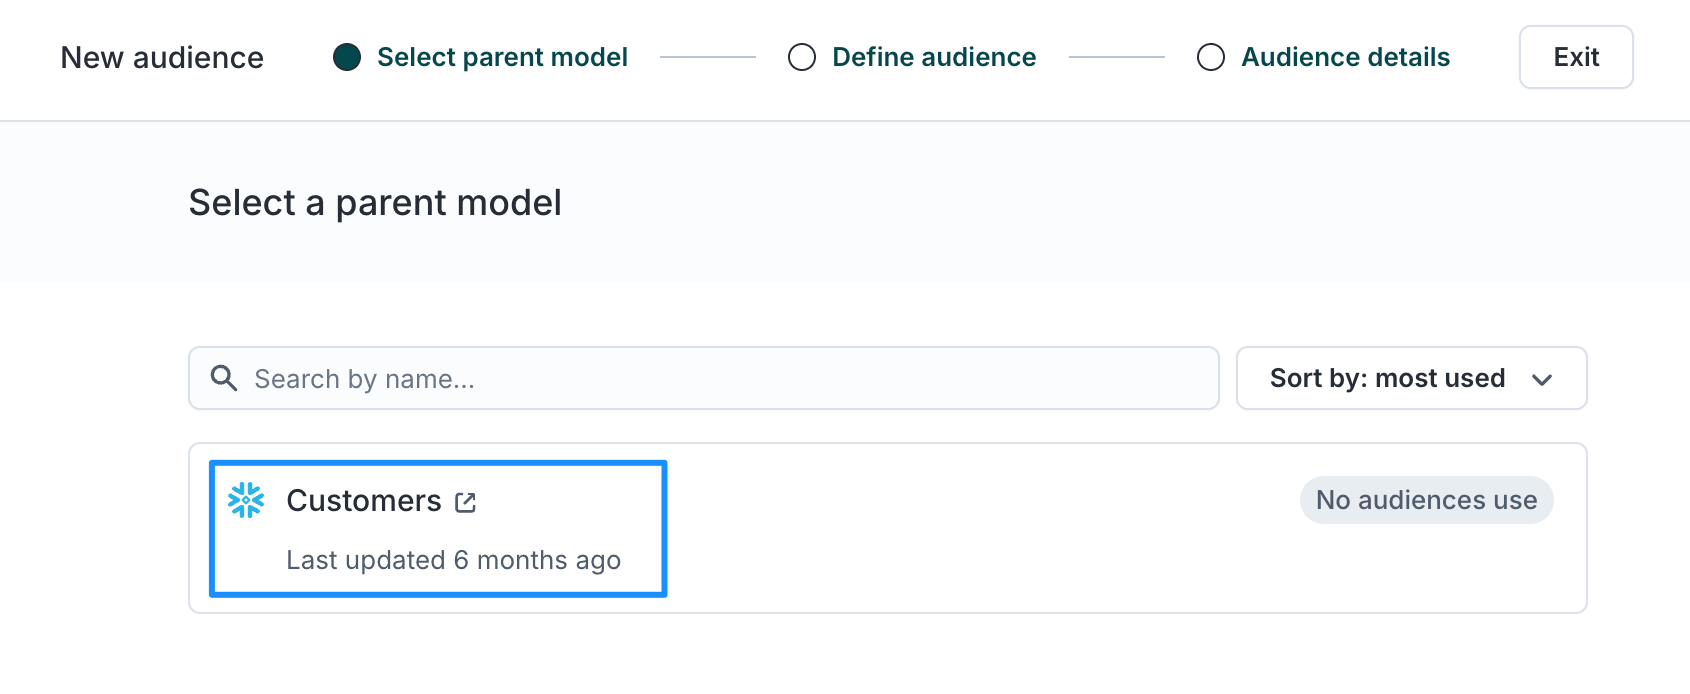 New audience
Select parent model
Define audience
Audience details
Exit
Select a parent model
Search by name...
Sort by: most used
Customers
No audiences use
Last updated 6 months ago